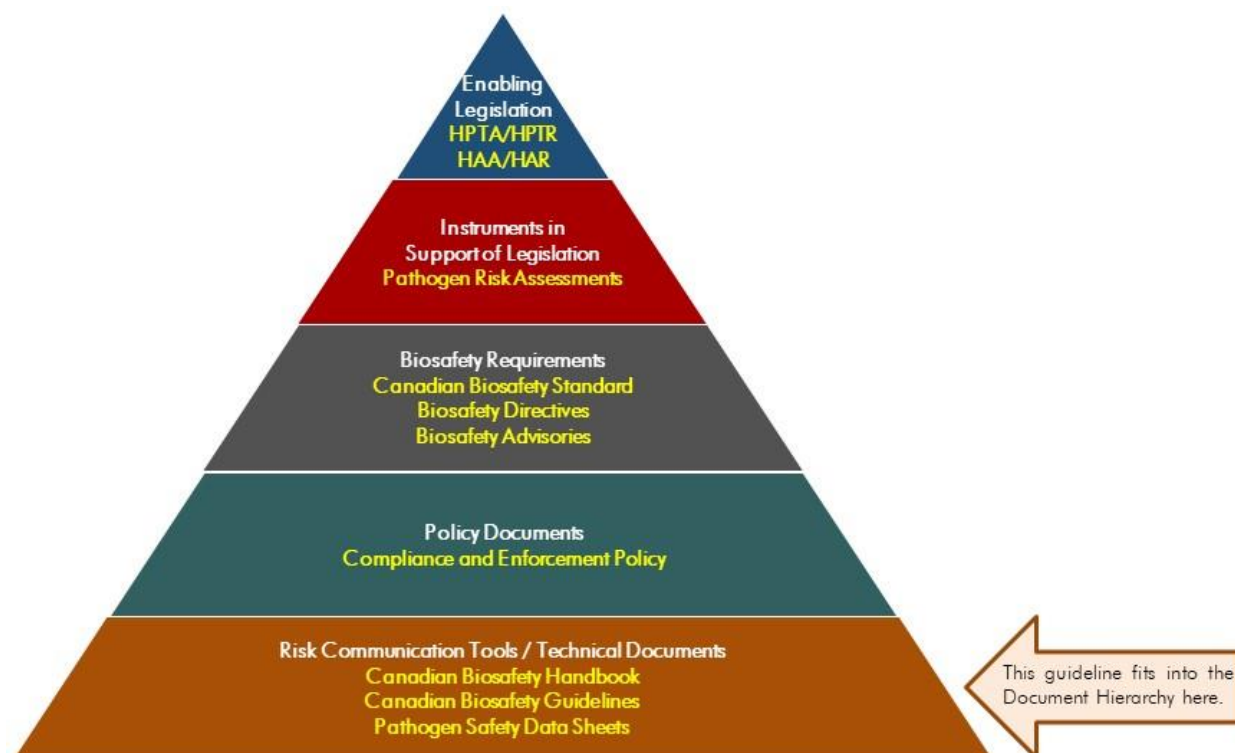 Enabling
Legislation
HPTA/HPTR
HAA/HAR
Instruments in
Support of Legislation
Pathogen Risk Assessments
Biosafety Requirements
Canadian Biosafety Standard
Biosafety Directives
Biosafety Advisories
Policy Documents
Compliance and Enforcement Policy
Risk Communication Tools / Technical Documents
Canadian Biosafety Handbook
Canadian Biosafety Guidelines
Pathogen Safety Data Sheets
This guideline fits into the
Document Hierarchy here.